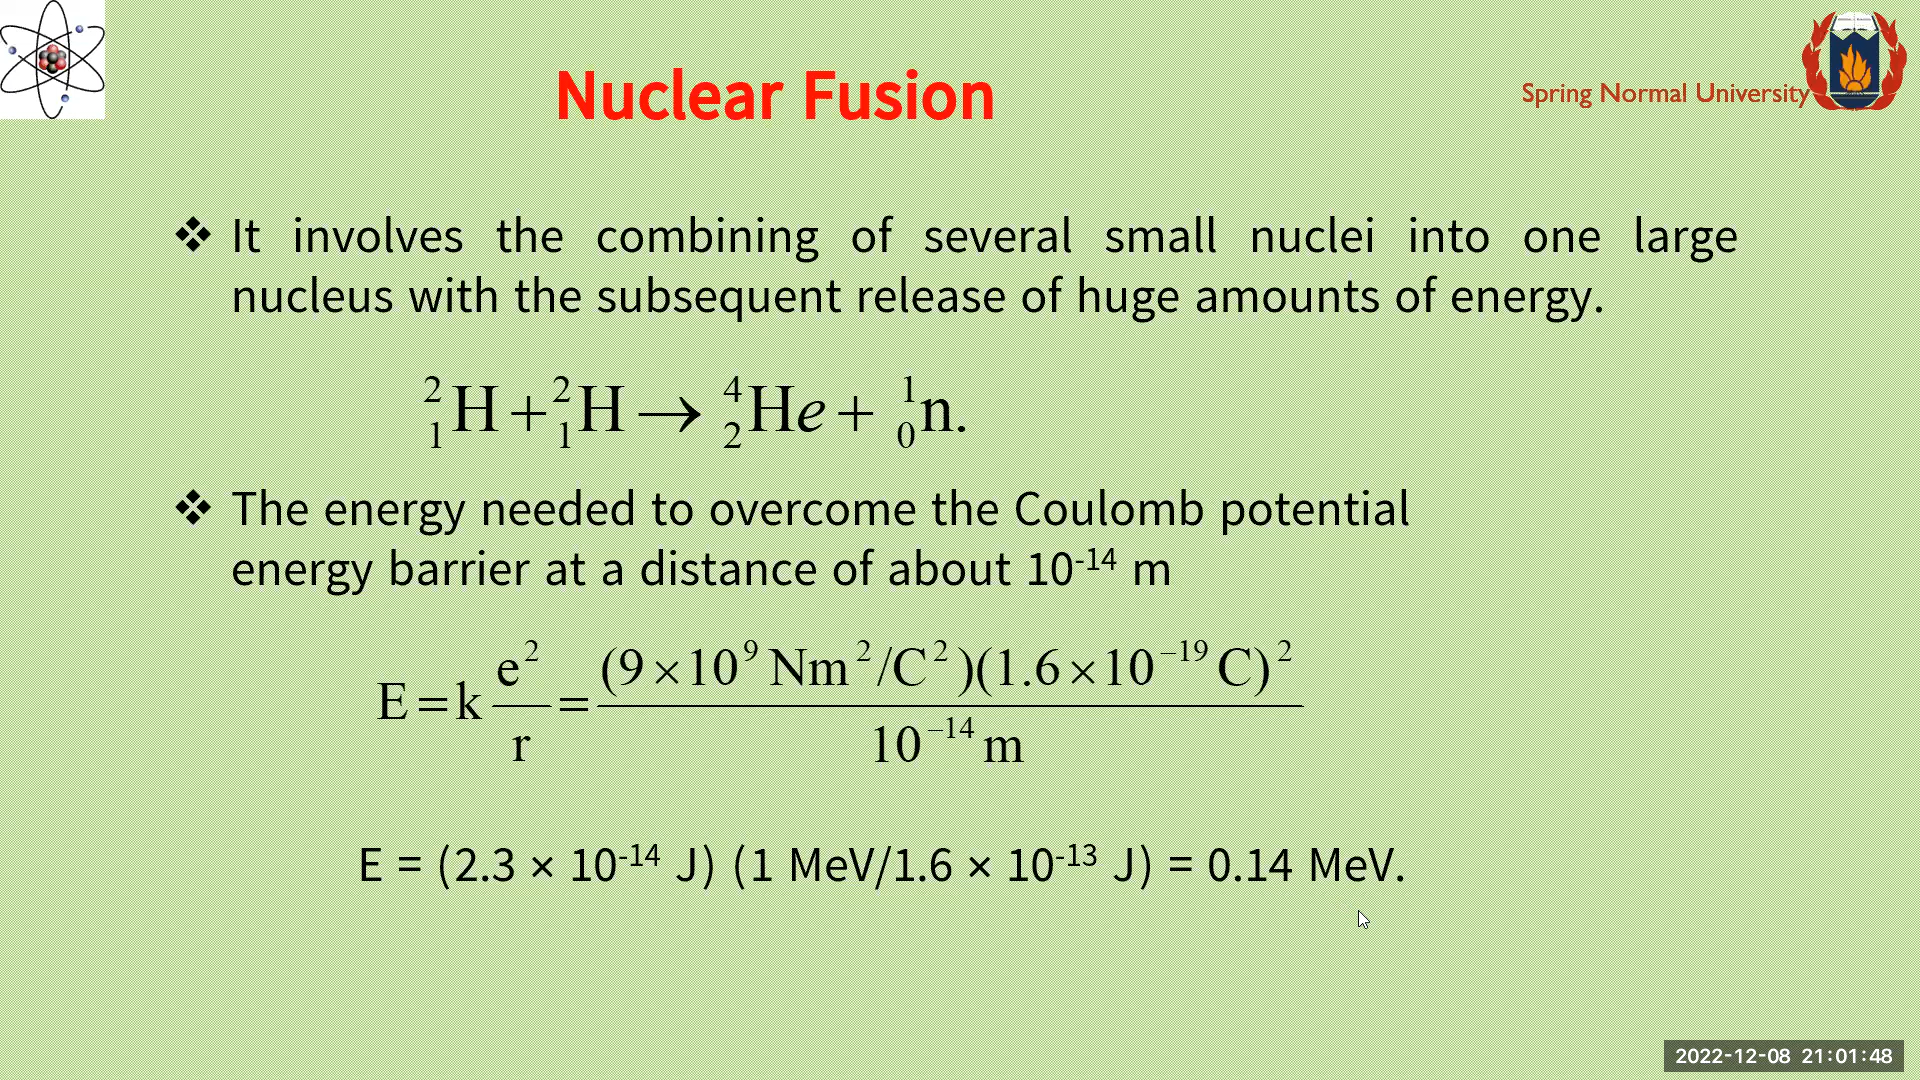 Nuclear Fusion
Spring Normal University
❖ It involves the combining of several small nuclei into one large
nucleus with the subsequent release of huge amounts of energy.
²₁H + ²₁H → ⁴₂He + ¹₀n.
❖ The energy needed to overcome the Coulomb potential
energy barrier at a distance of about 10⁻¹⁴ m
E = k e²/r = (9×10⁹ Nm²/C²)(1.6×10⁻¹⁹ C)² / 10⁻¹⁴ m
E = (2.3 × 10⁻¹⁴ J) (1 MeV/1.6 × 10⁻¹³ J) = 0.14 MeV.
2022-12-08 21:01:48